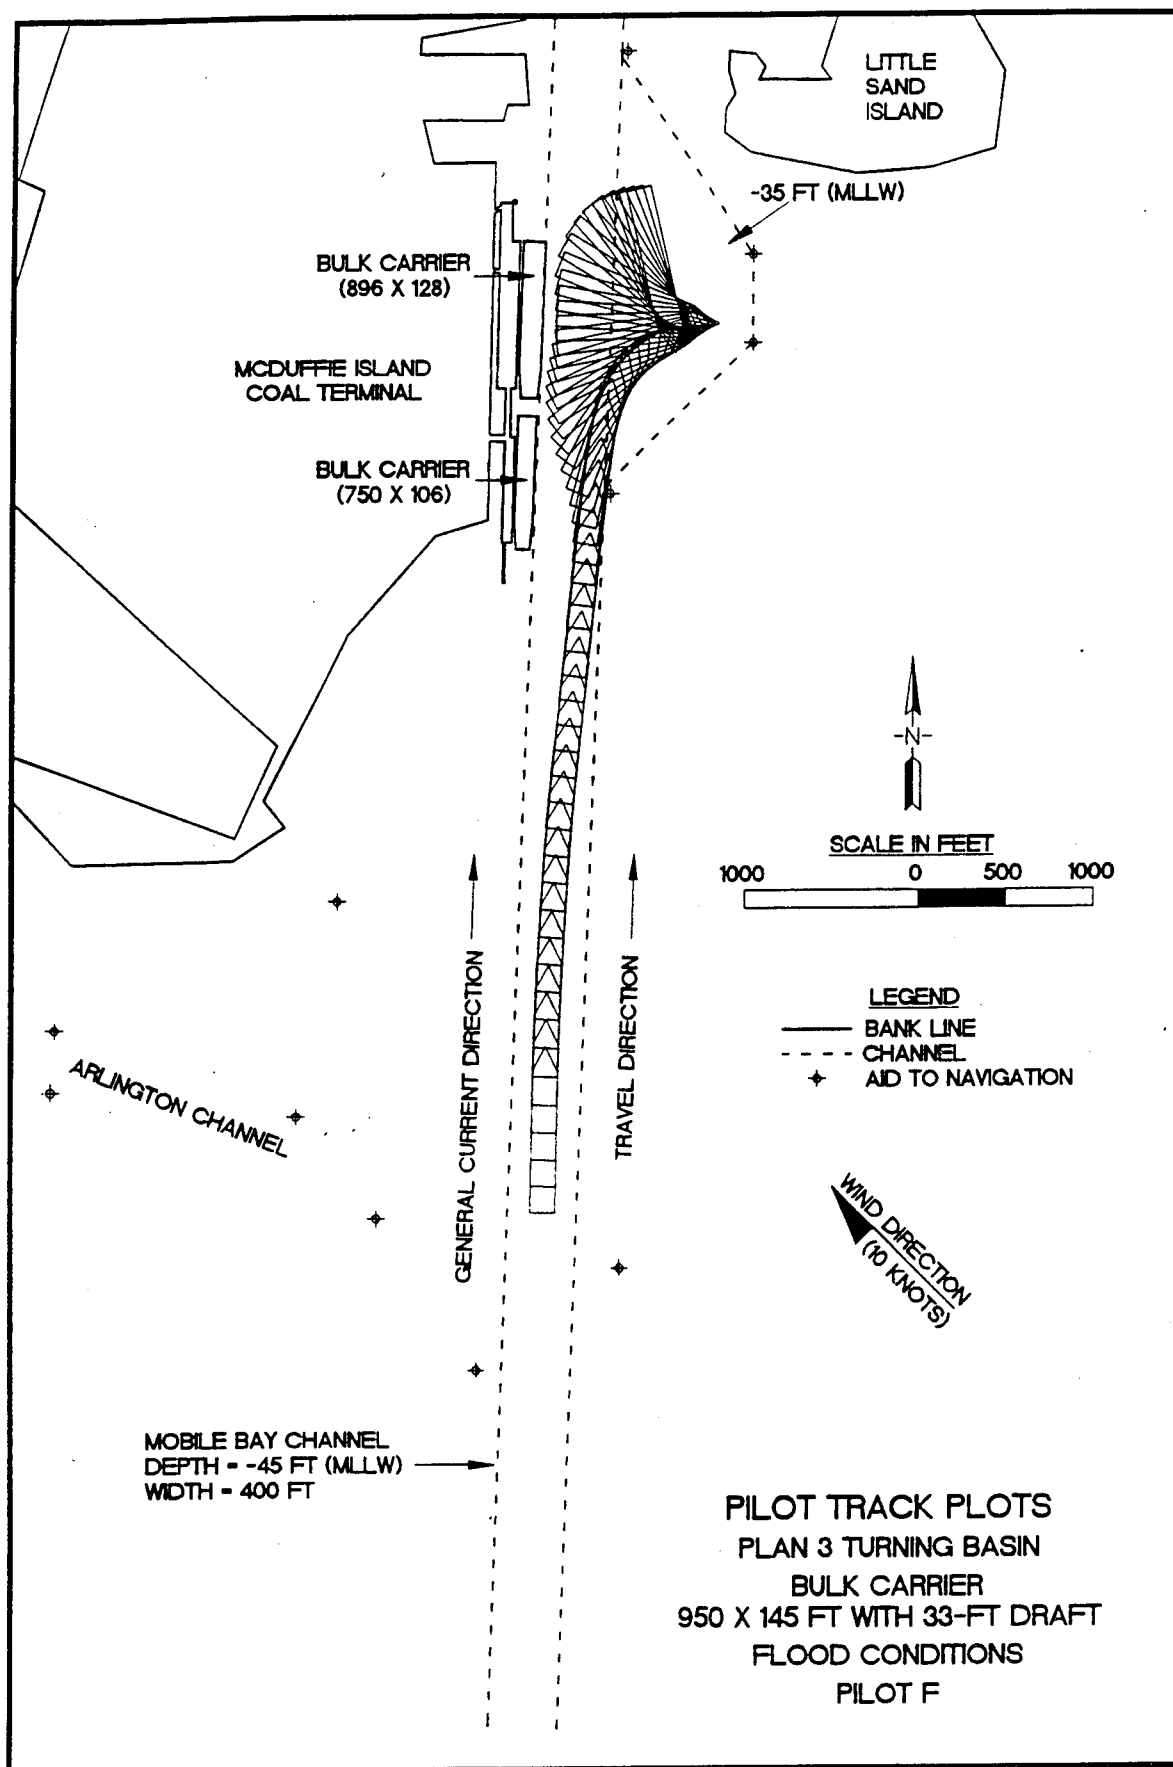 LITTLE
SAND
ISLAND
-35 FT (MLLW)
BULK CARRIER
(896 X 128)
MCDUFFIE ISLAND
COAL TERMINAL
BULK CARRIER
(750 X 106)
-N-
SCALE IN FEET
1000 0 500 1000
GENERAL CURRENT DIRECTION
TRAVEL DIRECTION
LEGEND
BANK LINE
CHANNEL
AID TO NAVIGATION
ARLINGTON CHANNEL
WIND DIRECTION
(10 KNOTS)
MOBILE BAY CHANNEL
DEPTH = -45 FT (MLLW)
WIDTH = 400 FT
PILOT TRACK PLOTS
PLAN 3 TURNING BASIN
BULK CARRIER
950 X 145 FT WITH 33-FT DRAFT
FLOOD CONDITIONS
PILOT F